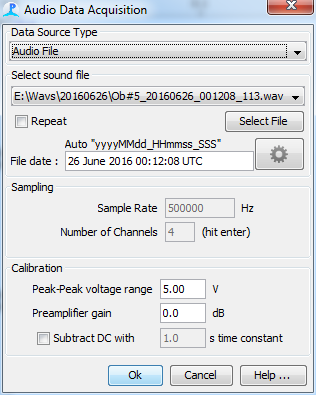 Audio Data Acquisition
Data Source Type
Audio File
Select sound file
E:\Wavs\20160626\Ob#5_20160626_001208_113.wav
Repeat
Select File
Auto "yyyyMMdd_HHmmss_SSS"
File date : 26 June 2016 00:12:08 UTC
Sampling
Sample Rate 500000 Hz
Number of Channels 4 (hit enter)
Calibration
Peak-Peak voltage range 5.00 V
Preamplifier gain 0.0 dB
Subtract DC with 1.0 s time constant
Ok Cancel Help ...